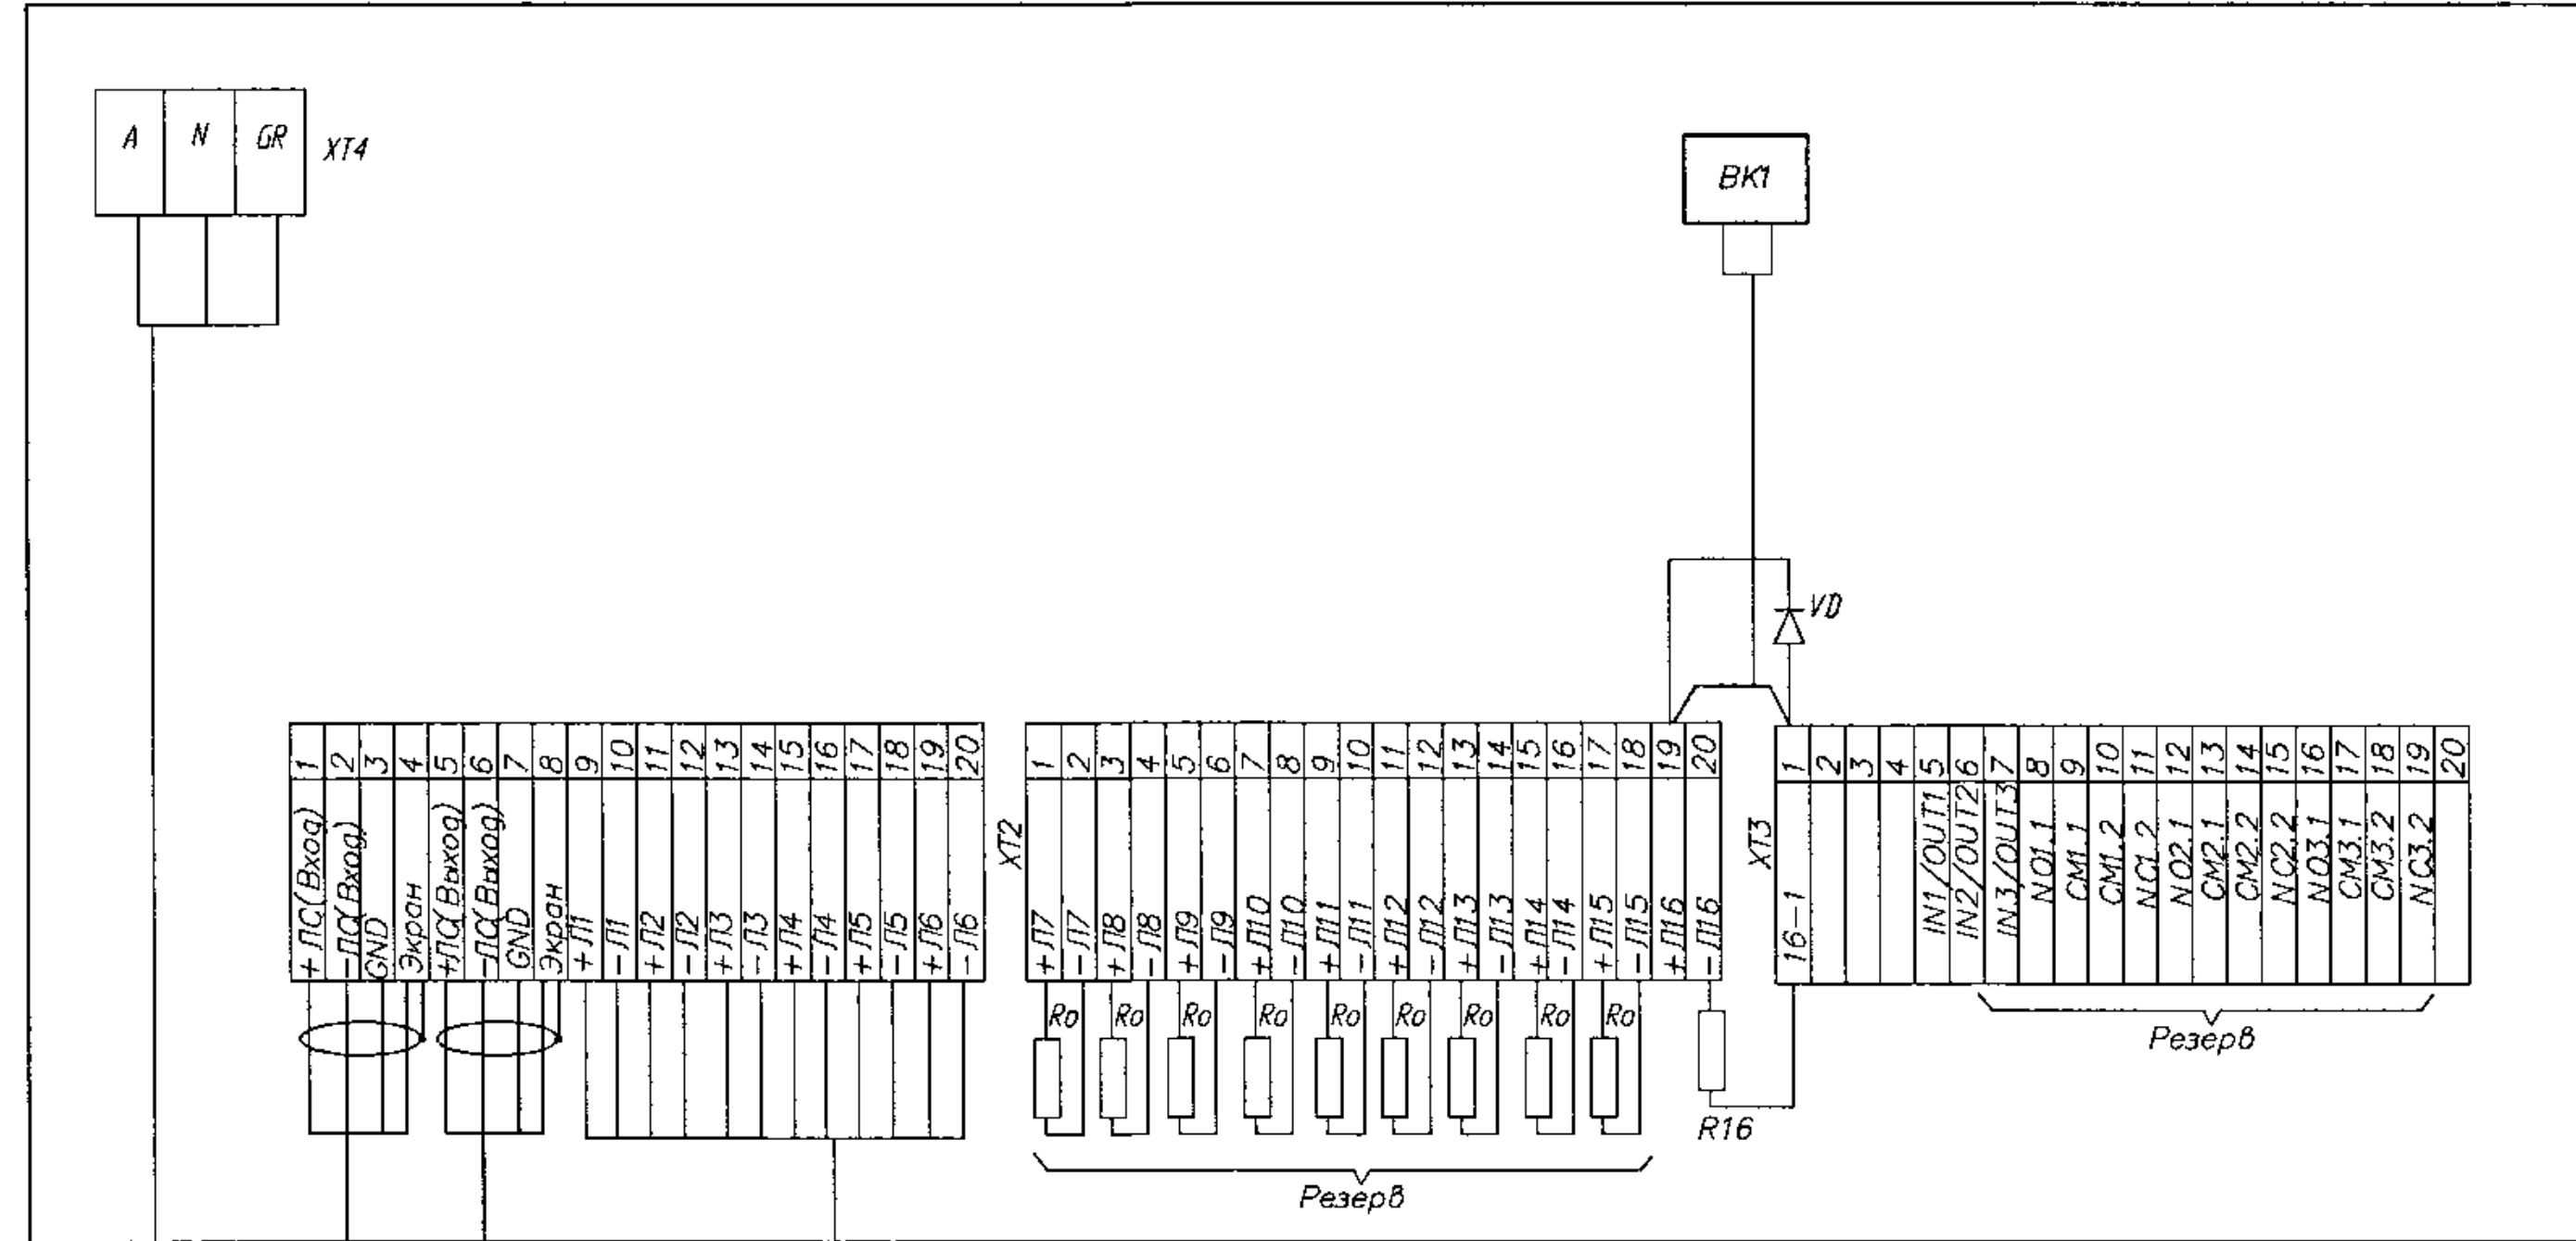 A N GR XT4
BK1
VD
1 2 3 4 5 6 7 8 9 10 11 12 13 14 15 16 17 18 19 20
+ЛС(Вход)
-ЛС(Вход)
GND
Экран
+ЛС(Выход)
-ЛС(Выход)
GND
Экран
+Л1
-Л1
+Л2
-Л2
+Л3
-Л3
+Л4
-Л4
+Л5
-Л5
+Л6
-Л6
XT2
1 2 3 4 5 6 7 8 9 10 11 12 13 14 15 16 17 18 19 20
+Л7
-Л7
+Л8
-Л8
+Л9
-Л9
+Л10
-Л10
+Л11
-Л11
+Л12
-Л12
+Л13
-Л13
+Л14
-Л14
+Л15
-Л15
+Л16
-Л16
Ro Ro Ro Ro Ro Ro Ro Ro Ro
R16
Резерв
XT3
1 2 3 4 5 6 7 8 9 10 11 12 13 14 15 16 17 18 19 20
16-1
IN1/OUT1
IN2/OUT2
IN3/OUT3
NO1.1
CM1.1
CM1.2
NC1.2
NO2.1
CM2.1
CM2.2
NC2.2
NO3.1
CM3.1
CM3.2
NC3.2
Резерв